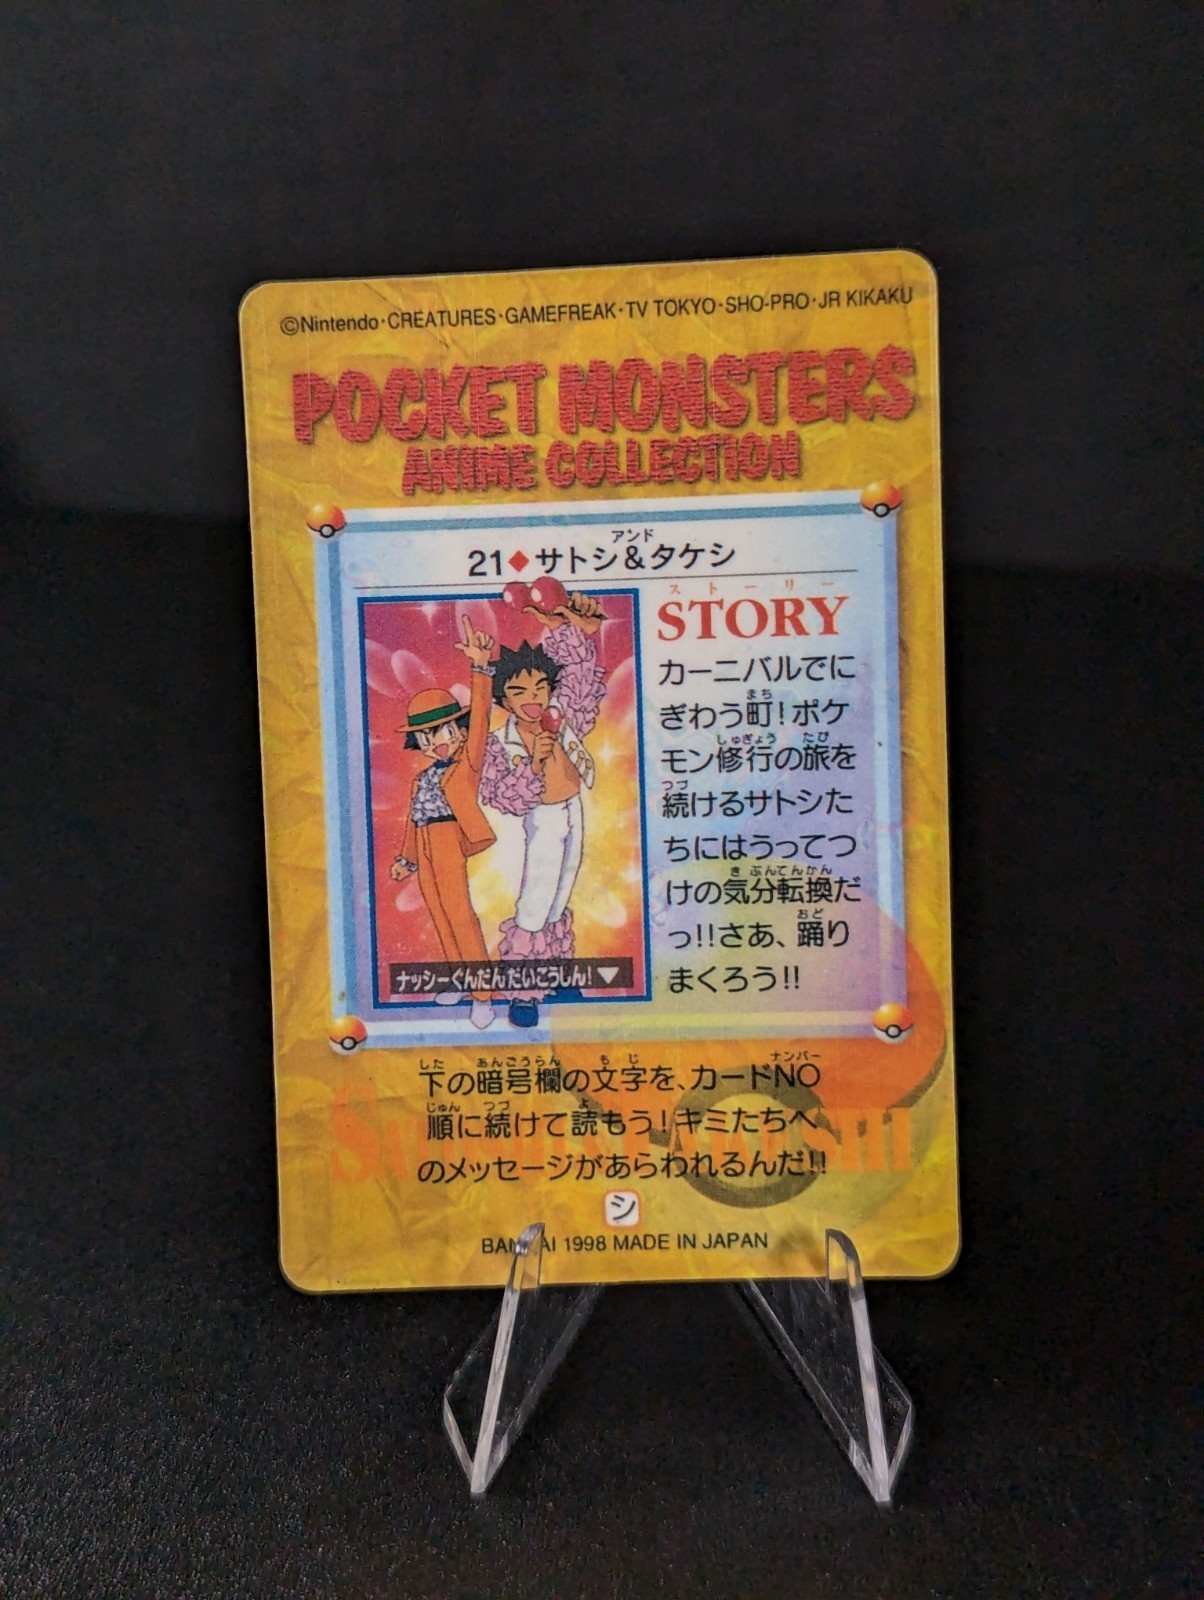 ©Nintendo・CREATURES・GAMEFREAK・TV TOKYO・SHO-PRO・JR KIKAKU
POCKET MONSTERS
ANIME COLLECTION
アンド
21◆サトシ&タケシ
ストーリー
STORY
カーニバルでに
まち
ぎわう町!ポケ
しゅぎょう たび
モン修行の旅を
つづ
続けるサトシた
ちにはうってつ
き ぶんてんかん
けの気分転換だ
おど
っ!!さあ、踊り
まくろう!!
ナッシーぐんだんだいこうしん!▼
した あんごうらん も じ ナンバー
下の暗号欄の文字を、カードNO
じゅん つづ よ
順に続けて読もう!キミたちへ
のメッセージがあらわれるんだ!!
シ
BANDAI 1998 MADE IN JAPAN